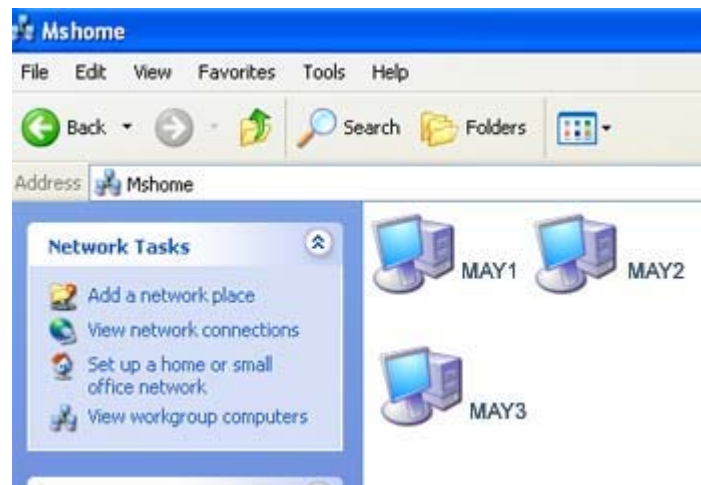 Mshome
File Edit View Favorites Tools Help
Back Search Folders
Address Mshome
Network Tasks
Add a network place
View network connections
Set up a home or small
office network
View workgroup computers
MAY1 MAY2
MAY3